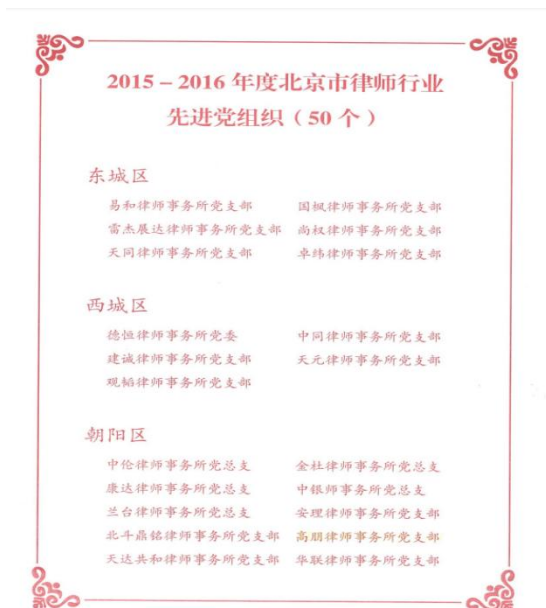 2015－2016 年度北京市律师行业
先进党组织（50 个）
东城区
易和律师事务所党支部 国枫律师事务所党支部
雷杰展达律师事务所党支部 尚权律师事务所党支部
天同律师事务所党支部 卓纬律师事务所党支部
西城区
德恒律师事务所党委 中同律师事务所党支部
建诚律师事务所党支部 天元律师事务所党支部
观韬律师事务所党支部
朝阳区
中伦律师事务所党总支 金杜律师事务所党总支
康达律师事务所党总支 中银师事务所党总支
兰台律师事务所党总支 安理律师事务所党支部
北斗鼎铭律师事务所党支部 高朋律师事务所党支部
天达共和律师事务所党支部 华联律师事务所党支部